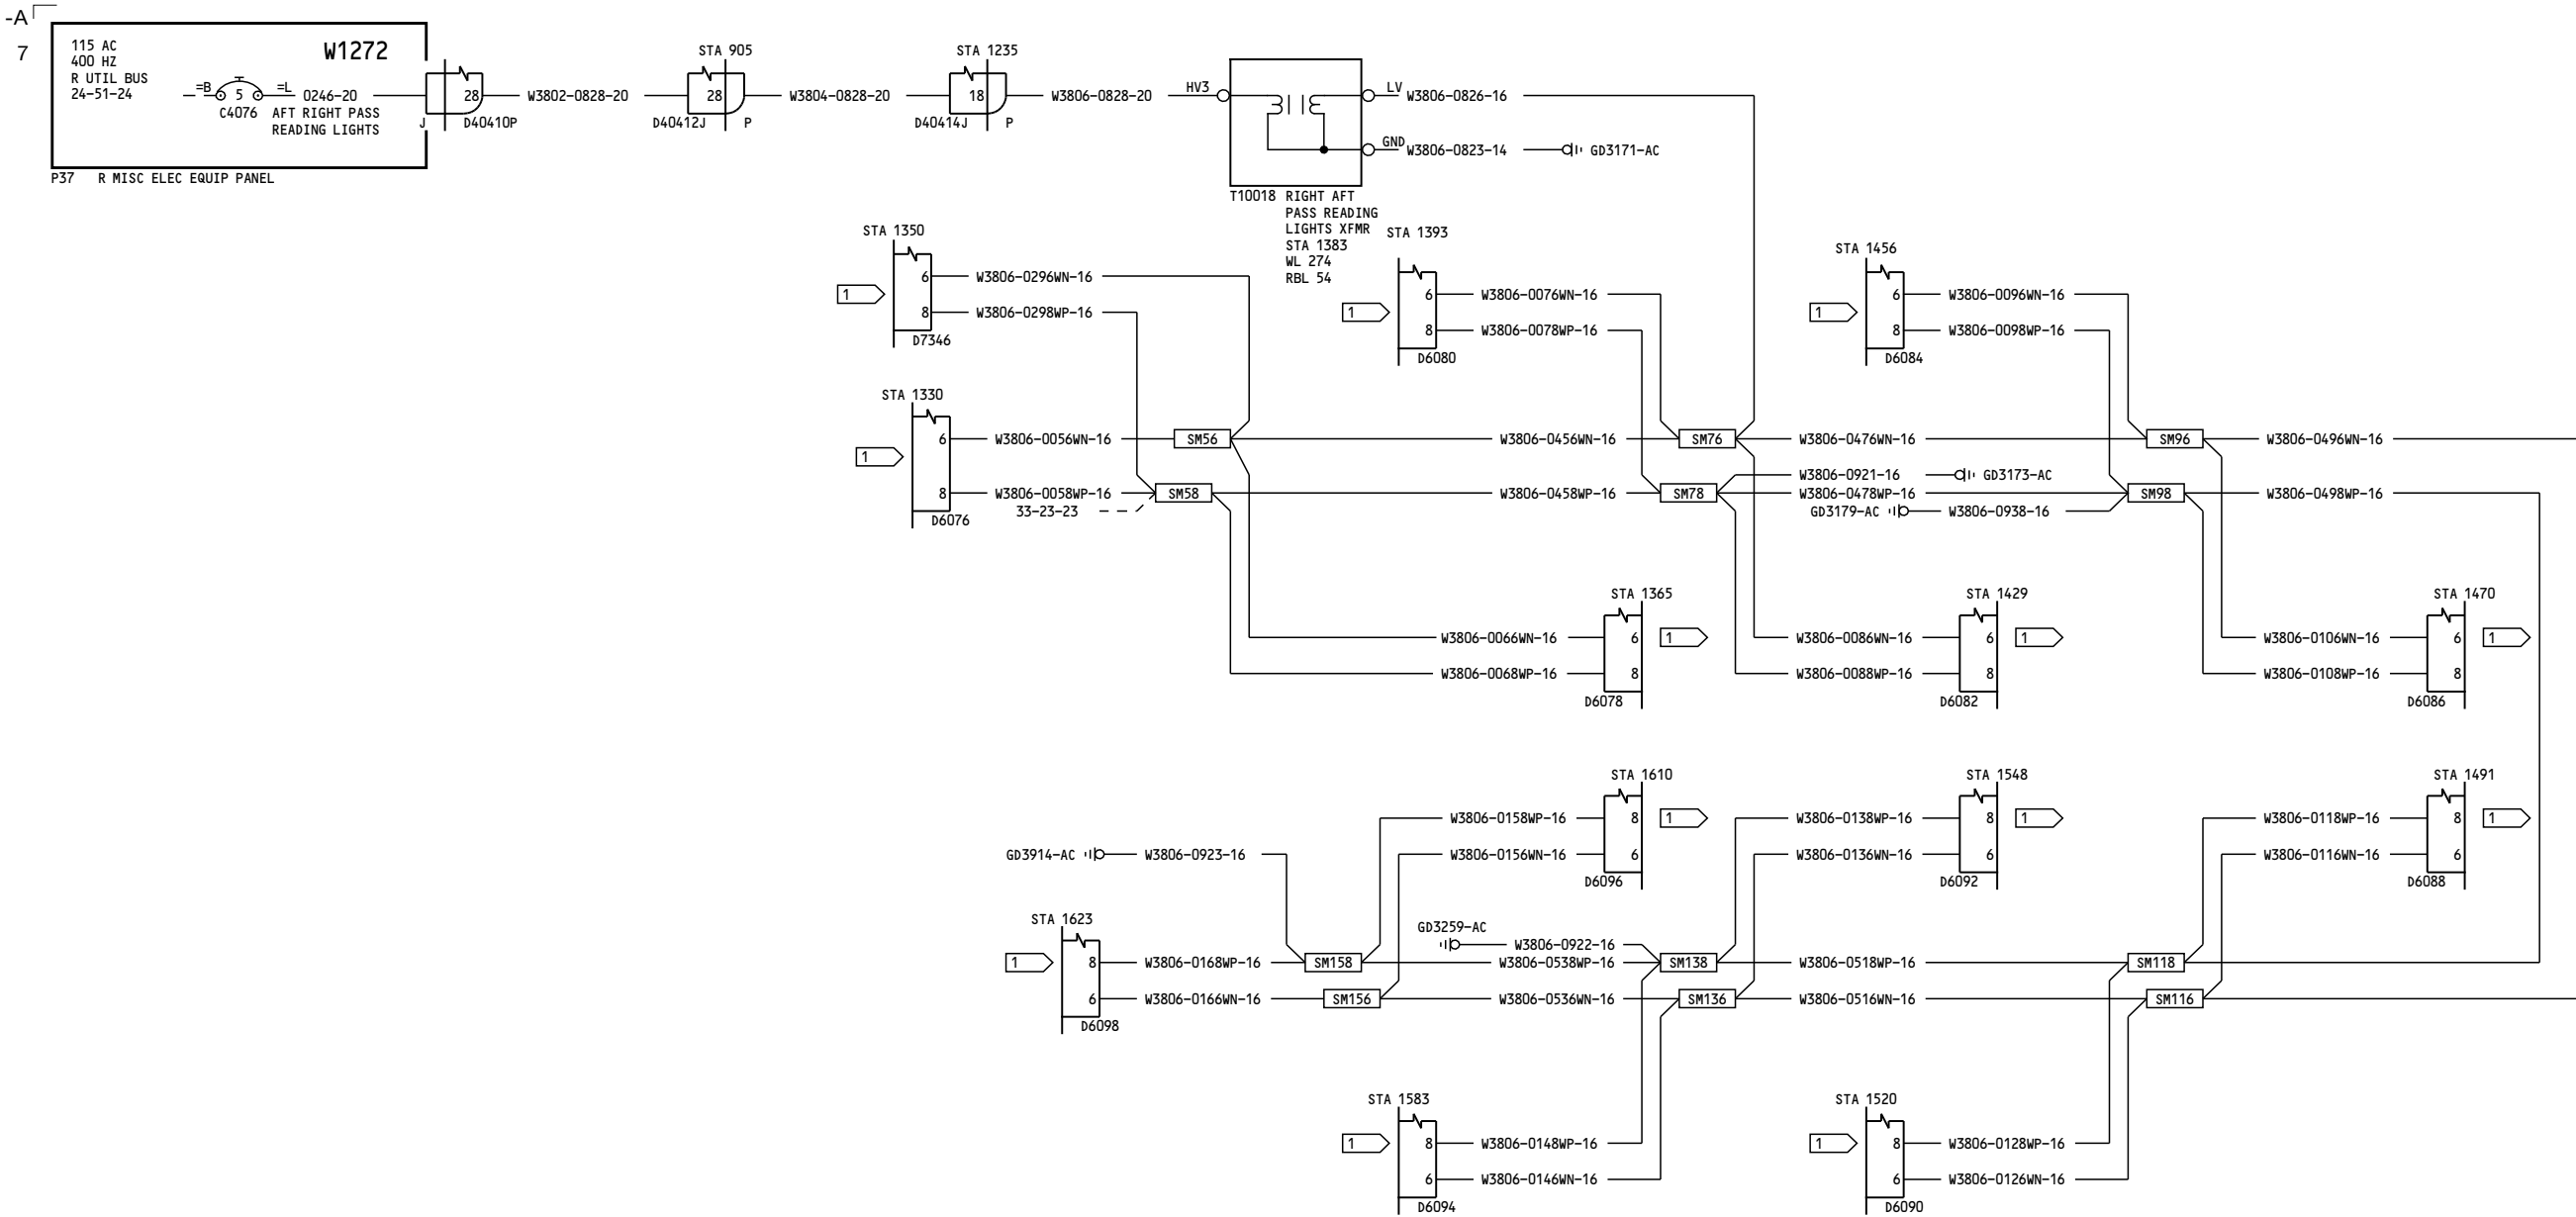 -A
7
115 AC
400 HZ
R UTIL BUS
24-51-24
W1272
=B
5
=L
0246-20
C4076
AFT RIGHT PASS
READING LIGHTS
P37 R MISC ELEC EQUIP PANEL
28
J
D40410P
W3802-0828-20
STA 905
28
D40412J P
W3804-0828-20
STA 1235
18
D40414J P
W3806-0828-20
HV3
LV
W3806-0826-16
GND
W3806-0823-14
GD3171-AC
T10018 RIGHT AFT
PASS READING
LIGHTS XFMR
STA 1383
WL 274
RBL 54
STA 1350
1
6
W3806-0296WN-16
8
W3806-0298WP-16
D7346
STA 1393
1
6
W3806-0076WN-16
8
W3806-0078WP-16
D6080
STA 1456
1
6
W3806-0096WN-16
8
W3806-0098WP-16
D6084
STA 1330
1
6
W3806-0056WN-16
SM56
W3806-0456WN-16
SM76
W3806-0476WN-16
SM96
W3806-0496WN-16
W3806-0921-16
GD3173-AC
8
W3806-0058WP-16
SM58
W3806-0458WP-16
SM78
W3806-0478WP-16
SM98
W3806-0498WP-16
D6076
33-23-23
GD3179-AC
W3806-0938-16
STA 1365
W3806-0066WN-16
6
1
W3806-0068WP-16
8
D6078
STA 1429
W3806-0086WN-16
6
1
W3806-0088WP-16
8
D6082
STA 1470
W3806-0106WN-16
6
1
W3806-0108WP-16
8
D6086
STA 1610
W3806-0158WP-16
8
1
W3806-0156WN-16
6
D6096
STA 1548
W3806-0138WP-16
8
1
W3806-0136WN-16
6
D6092
STA 1491
W3806-0118WP-16
8
1
W3806-0116WN-16
6
D6088
GD3914-AC
W3806-0923-16
STA 1623
GD3259-AC
W3806-0922-16
1
8
W3806-0168WP-16
SM158
W3806-0538WP-16
SM138
W3806-0518WP-16
SM118
6
W3806-0166WN-16
SM156
W3806-0536WN-16
SM136
W3806-0516WN-16
SM116
D6098
STA 1583
1
8
W3806-0148WP-16
6
W3806-0146WN-16
D6094
STA 1520
1
8
W3806-0128WP-16
6
W3806-0126WN-16
D6090